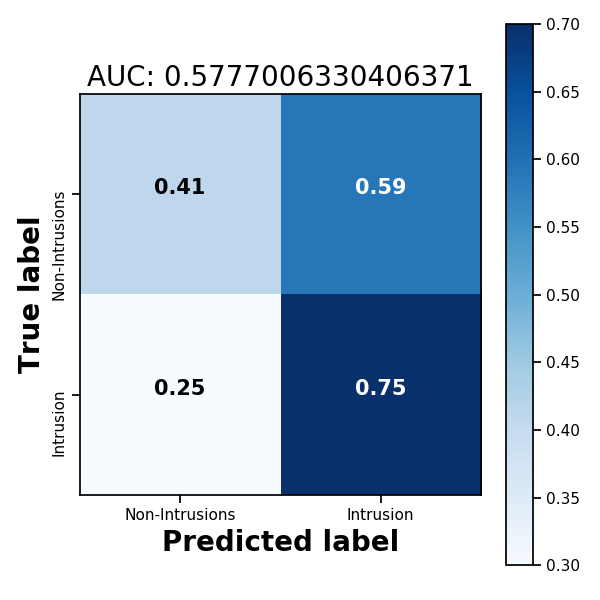 AUC: 0.5777006330406371
True label
Non-Intrusions
Intrusion
0.41
0.59
0.25
0.75
Non-Intrusions
Intrusion
Predicted label
0.70
0.65
0.60
0.55
0.50
0.45
0.40
0.35
0.30